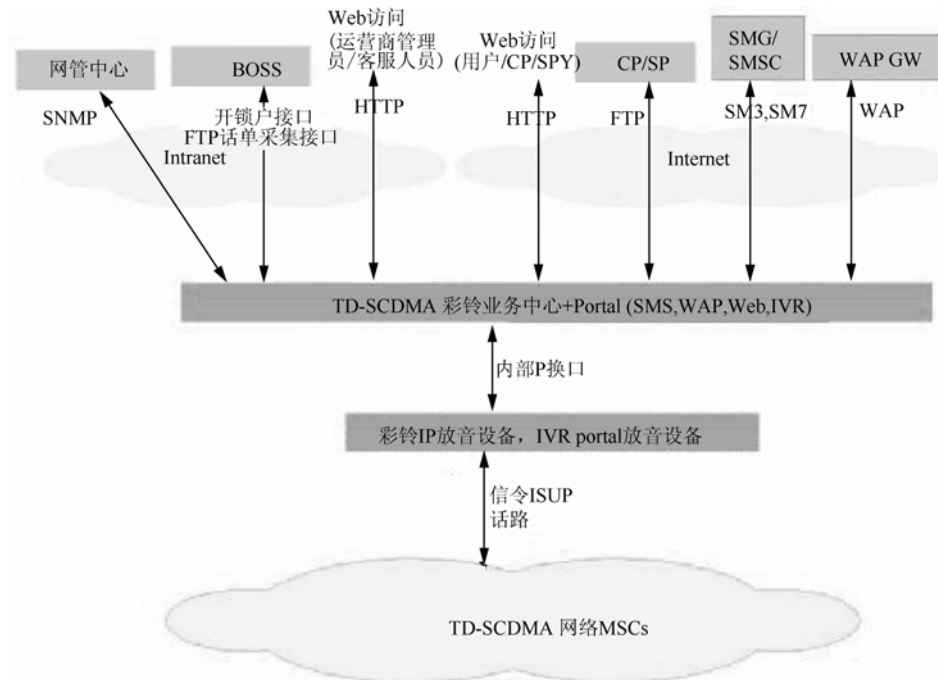 网管中心
BOSS
Web访问
(运营商管理
员/客服人员)
Web访问
(用户/CP/SPY)
CP/SP
SMG/
SMSC
WAP GW
SNMP
开锁户接口
FTP话单采集接口
HTTP
HTTP
FTP
SM3,SM7
WAP
Intranet
Internet
TD-SCDMA 彩铃业务中心+Portal (SMS,WAP,Web,IVR)
内部P换口
彩铃IP放音设备，IVR portal放音设备
信令ISUP
话路
TD-SCDMA 网络MSCs